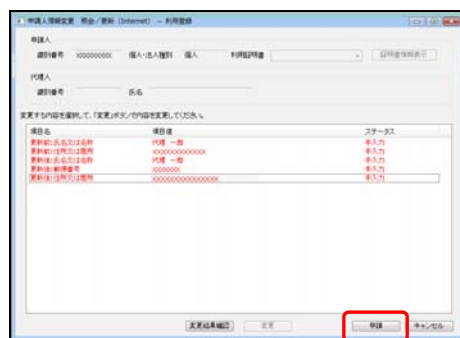 申請人情報変更 照会/更新 (Internet) － 利用登録
申請人
識別番号 XXXXXXXXXX 個人・法人種別 個人 利用証明書 証明書情報表示
代理人
識別番号 氏名
変更する内容を選択して、「変更」ボタンで内容を変更してください。
項目名 項目値 ステータス
更新前:氏名又は名称 代理 一郎 未入力
更新前:住所又は居所 XXXXXXXXXXXXX 未入力
更新後:氏名又は名称 代理 一郎 未入力
更新後:郵便番号 XXXXXXX 未入力
更新後:住所又は居所 XXXXXXXXXXXXXXXX 未入力
変更結果確認 変更 申請 キャンセル